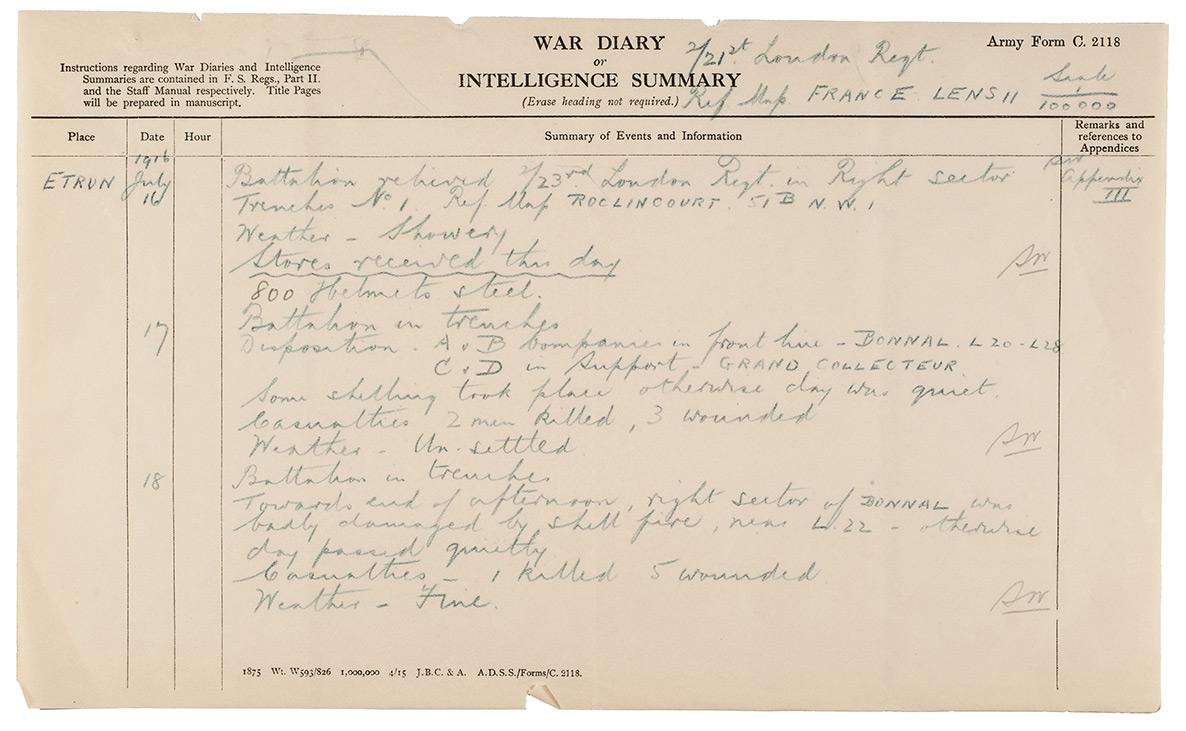 WAR DIARY
or
INTELLIGENCE SUMMARY
(Erase heading not required.)
Instructions regarding War Diaries and Intelligence
Summaries are contained in F. S. Regs., Part II.
and the Staff Manual respectively. Title Pages
will be prepared in manuscript.
2/21st London Regt.
Ref. Map. FRANCE LENS 11
Army Form C. 2118
Scale
1
100000
Place
Date
Hour
Summary of Events and Information
Remarks and
references to
Appendices
1916
ETRUN July Battalion relieved 2/23rd. London Regt. in Right sector Appendix
16 Trenches No 1. Ref. Map ROCLINCOURT. 51B N.W. 1 III
Weather - Showery
Stores received this day
800 Helmets steel.
17 Battalion in trenches
Disposition - A & B Companies in front line - BONNAL. L20 - L28
C & D in Support - GRAND COLLECTEUR
Some shelling took place otherwise day was quiet.
Casualties 2 men killed, 3 wounded
Weather - Un-settled
18 Battalion in trenches
Towards end of afternoon, right sector of BONNAL was
badly damaged by shell fire, near L.22 - otherwise
day passed quietly
Casualties - 1 killed 5 wounded
Weather - Fine.
1875 Wt. W593/826 1,000,000 4/15 J.B.C. & A. A.D.S.S./Forms/C. 2118.